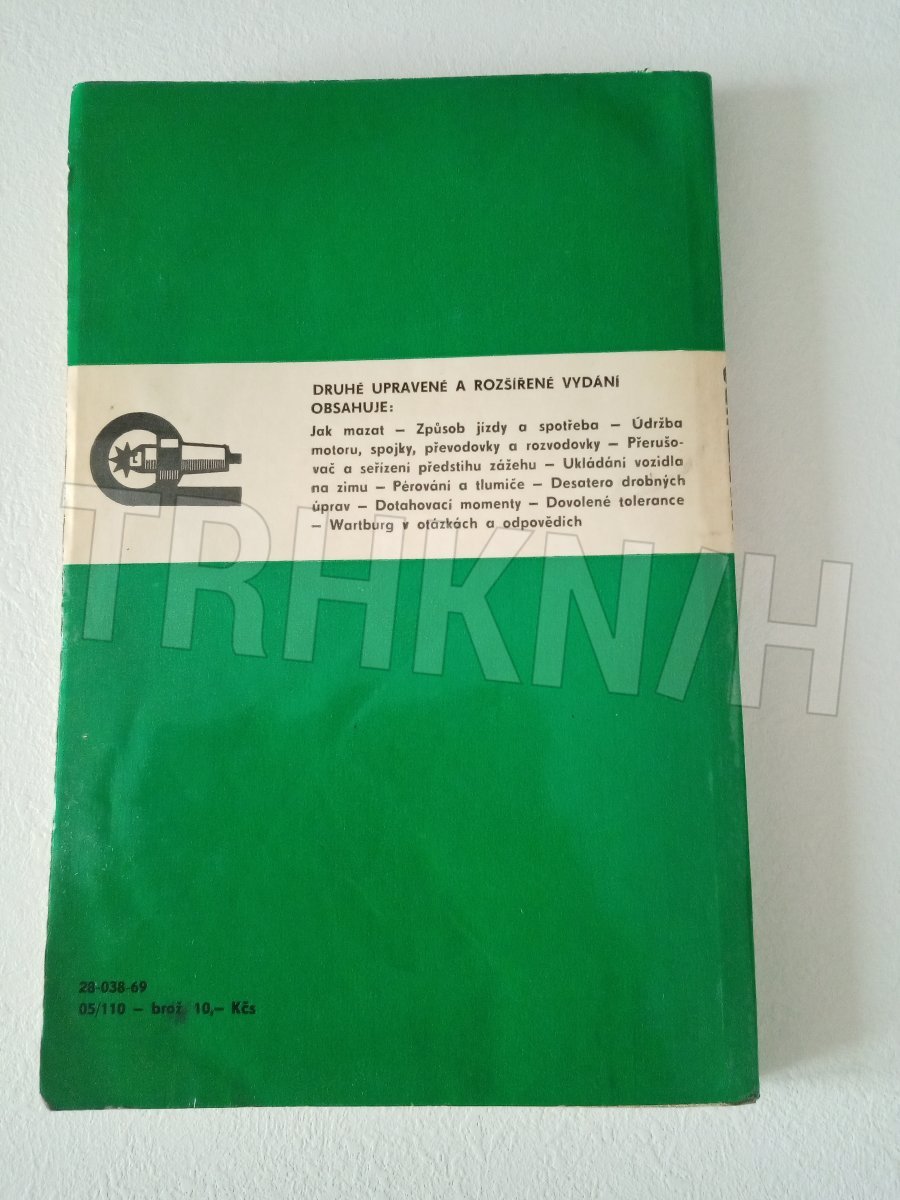 DRUHÉ UPRAVENÉ A ROZŠÍŘENÉ VYDÁNÍ
OBSAHUJE:
Jak mazat — Způsob jízdy a spotřeba — Údržba
motoru, spojky, převodovky a rozvodovky — Přerušo-
vač a seřízení předstihu zážehu — Ukládání vozidla
na zimu — Pérování a tlumiče — Desatero drobných
úprav — Dotahovací momenty — Dovolené tolerance
— Wartburg v otázkách a odpovědích
TRHKNIH
28-038-69
05/110 — brož. 10,— Kčs